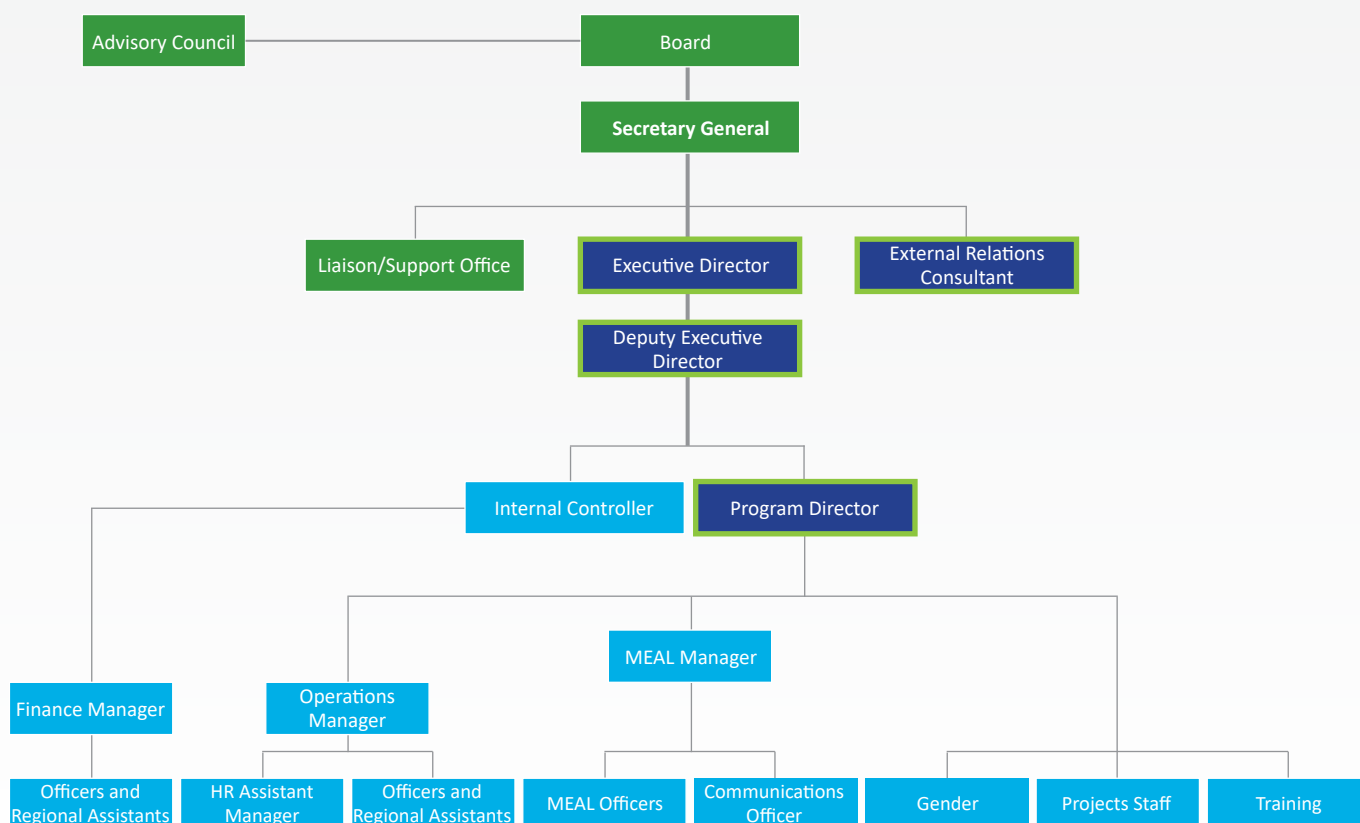 Advisory Council
Board
Secretary General
Liaison/Support Office
Executive Director
External Relations
Consultant
Deputy Executive
Director
Internal Controller
Program Director
MEAL Manager
Finance Manager
Operations
Manager
Officers and
Regional Assistants
HR Assistant
Manager
Officers and
Regional Assistants
MEAL Officers
Communications
Officer
Gender
Projects Staff
Training